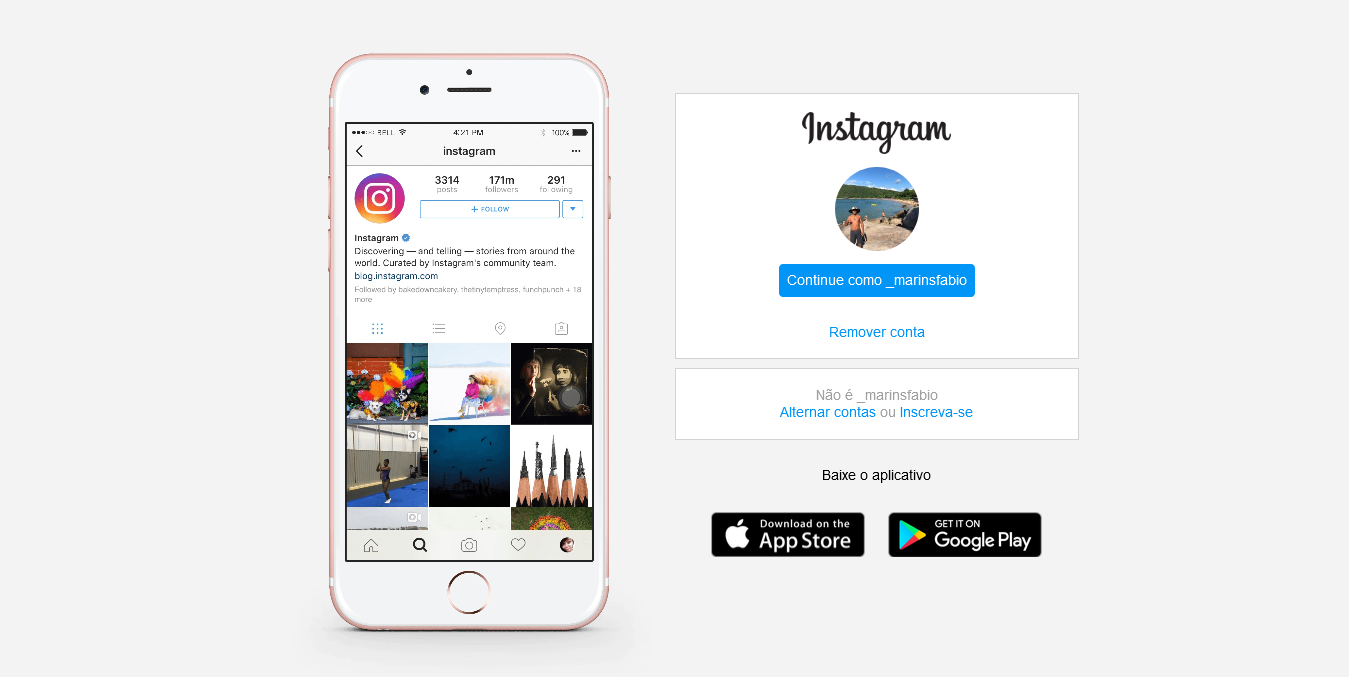 BELL 4:21 PM 100%
instagram
3314 171m 291
posts followers following
+ FOLLOW
Instagram
Discovering — and telling — stories from around the
world. Curated by Instagram's community team.
blog.instagram.com
Followed by bakedowncakery, thetinytemptress, funchpunch + 18
more
Instagram
Continue como _marinsfabio
Remover conta
Não é _marinsfabio
Alternar contas ou Inscreva-se
Baixe o aplicativo
Download on the
App Store
GET IT ON
Google Play